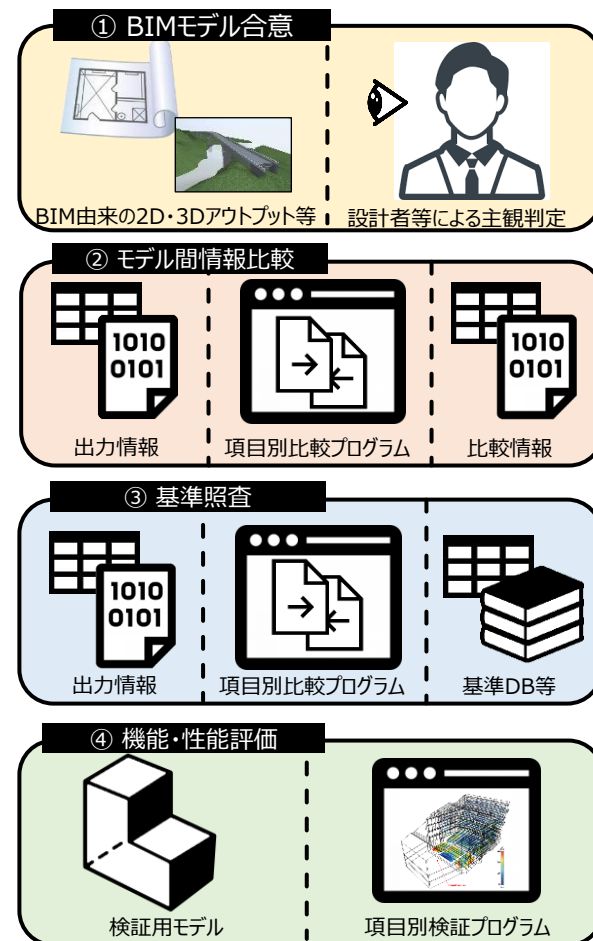 ① BIMモデル合意
BIM由来の2D・3Dアウトプット等
設計者等による主観判定
② モデル間情報比較
1010
0101
1010
0101
出力情報
項目別比較プログラム
比較情報
③ 基準照査
1010
0101
出力情報
項目別比較プログラム
基準DB等
④ 機能・性能評価
検証用モデル
項目別検証プログラム